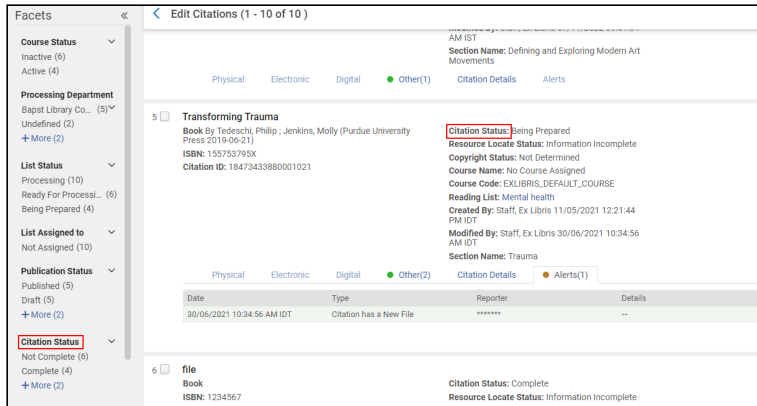 Facets
«
Course Status
Inactive (6)
Active (4)
Processing Department
Bapst Library Co... (5)
Undefined (2)
+ More (2)
List Status
Processing (10)
Ready For Processi... (6)
Being Prepared (4)
List Assigned to
Not Assigned (10)
Publication Status
Published (5)
Draft (5)
+ More (2)
Citation Status
Not Complete (6)
Complete (4)
+ More (2)
Edit Citations (1 - 10 of 10 )
AM IST
Section Name: Defining and Exploring Modern Art
Movements
Physical Electronic Digital Other(1) Citation Details Alerts
5 Transforming Trauma
Book By Tedeschi, Philip ; Jenkins, Molly (Purdue University
Press 2019-06-21)
ISBN: 155753795X
Citation ID: 18473433880001021
Citation Status: Being Prepared
Resource Locate Status: Information Incomplete
Copyright Status: Not Determined
Course Name: No Course Assigned
Course Code: EXLIBRIS_DEFAULT_COURSE
Reading List: Mental health
Created By: Staff, Ex Libris 11/05/2021 12:21:44
PM IDT
Modified By: Staff, Ex Libris 30/06/2021 10:34:56
AM IDT
Section Name: Trauma
Physical Electronic Digital Other(2) Citation Details Alerts(1)
Date Type Reporter Details
30/06/2021 10:34:56 AM IDT Citation has a New File ******* --
6 file
Book
ISBN: 1234567
Citation Status: Complete
Resource Locate Status: Information Incomplete